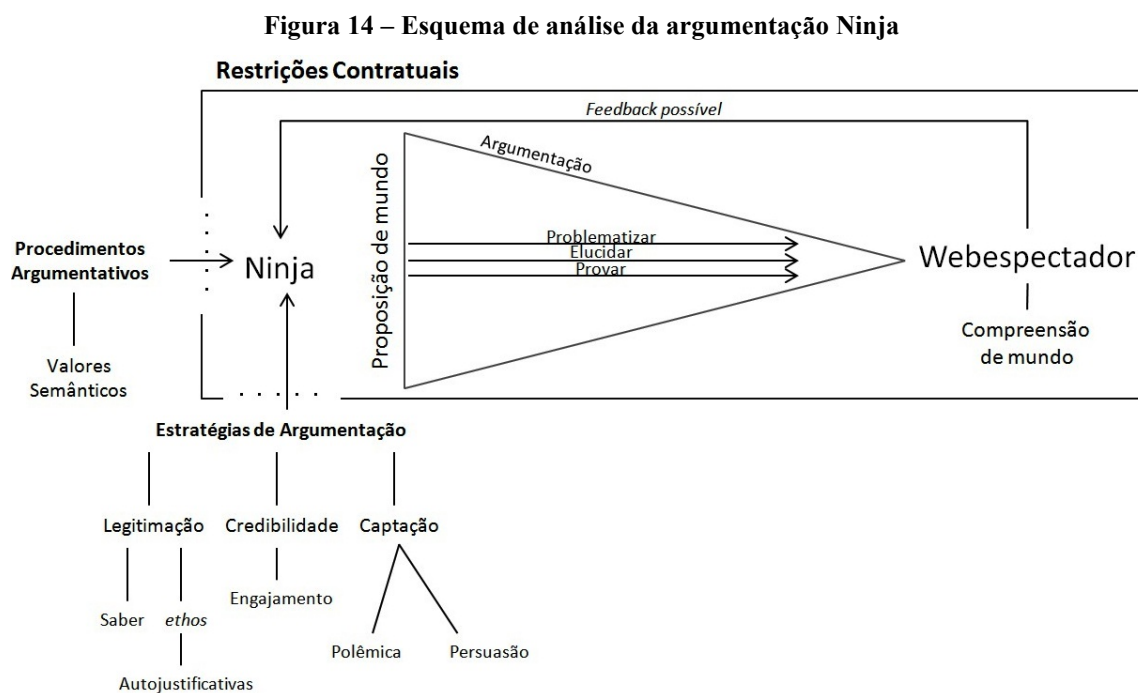 Figura 14 – Esquema de análise da argumentação Ninja
Restrições Contratuais
Feedback possível
Argumentação
Proposição de mundo
Problematizar
Elucidar
Provar
Procedimentos
Argumentativos
Ninja
Webespectador
Valores
Semânticos
Compreensão
de mundo
Estratégias de Argumentação
Legitimação
Credibilidade
Captação
Saber
ethos
Engajamento
Polêmica
Persuasão
Autojustificativas